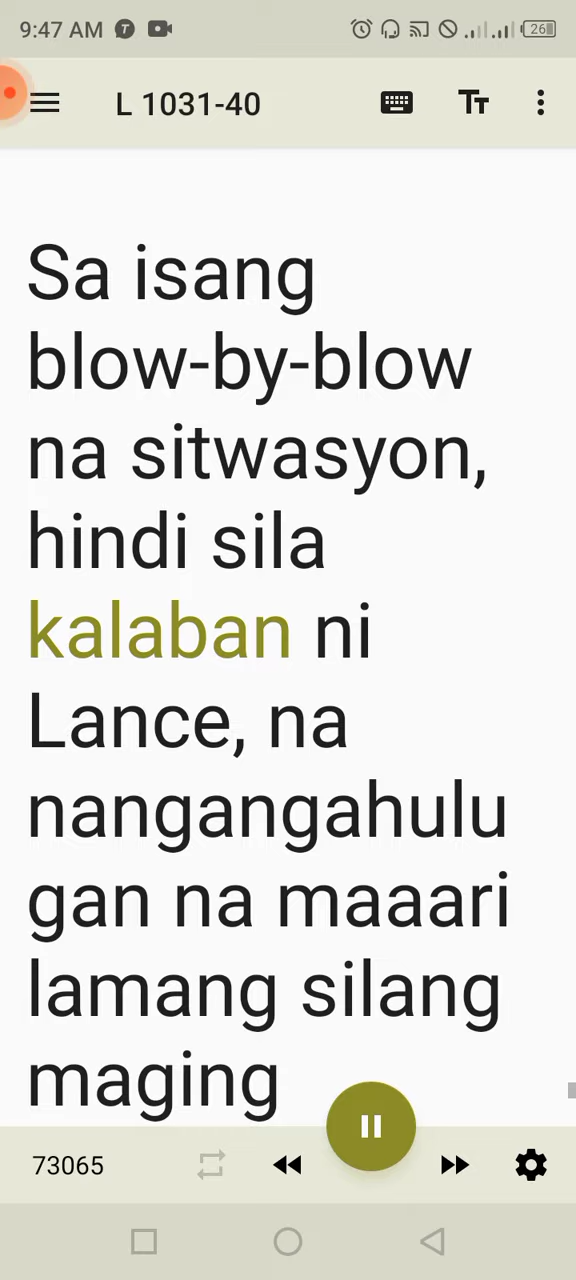 9:47 AM
26
L 1031-40
Sa isang
blow-by-blow
na sitwasyon,
hindi sila
kalaban ni
Lance, na
nangangahulu
gan na maaari
lamang silang
maging
73065